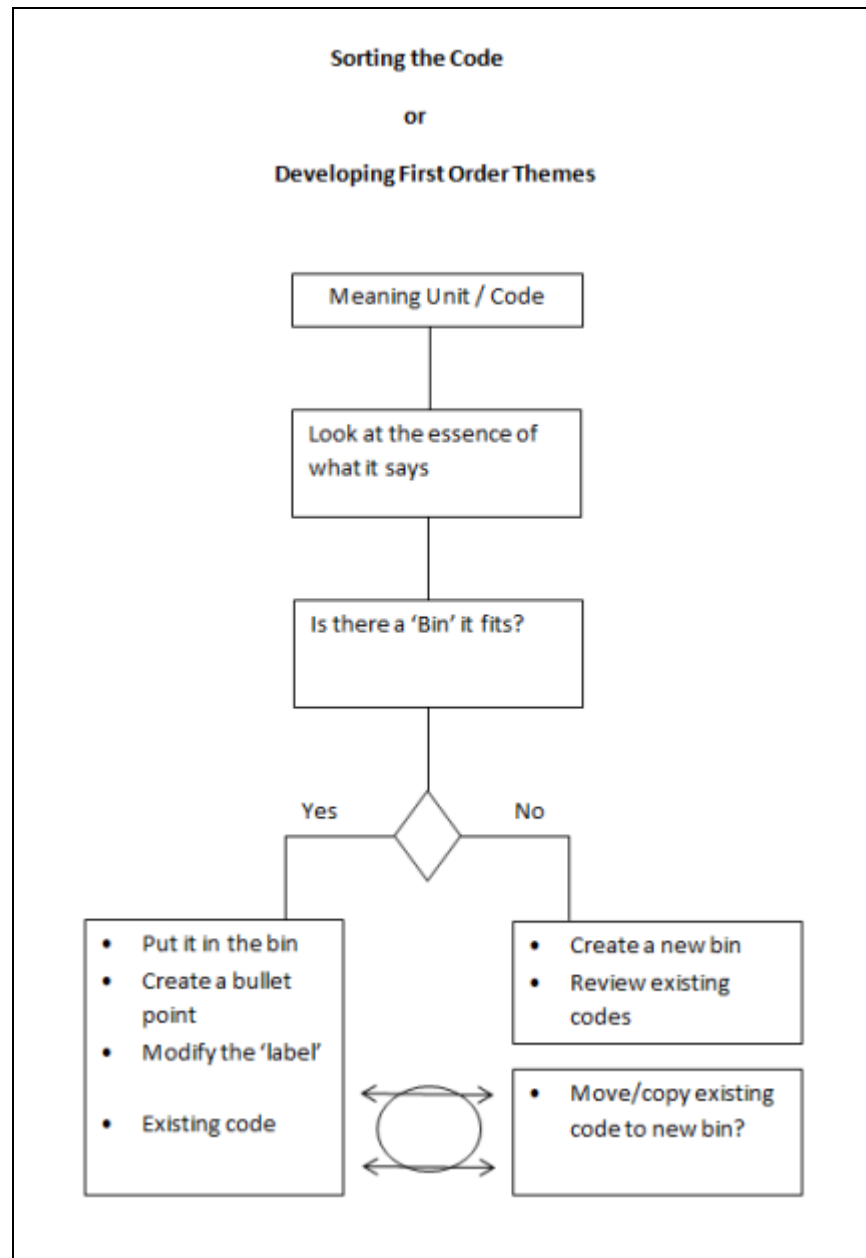 Sorting the Code
or
Developing First Order Themes
Meaning Unit / Code
Look at the essence of
what it says
Is there a ‘Bin’ it fits?
Yes
No
• Put it in the bin
• Create a bullet
point
• Modify the ‘label’
• Existing code
• Create a new bin
• Review existing
codes
• Move/copy existing
code to new bin?